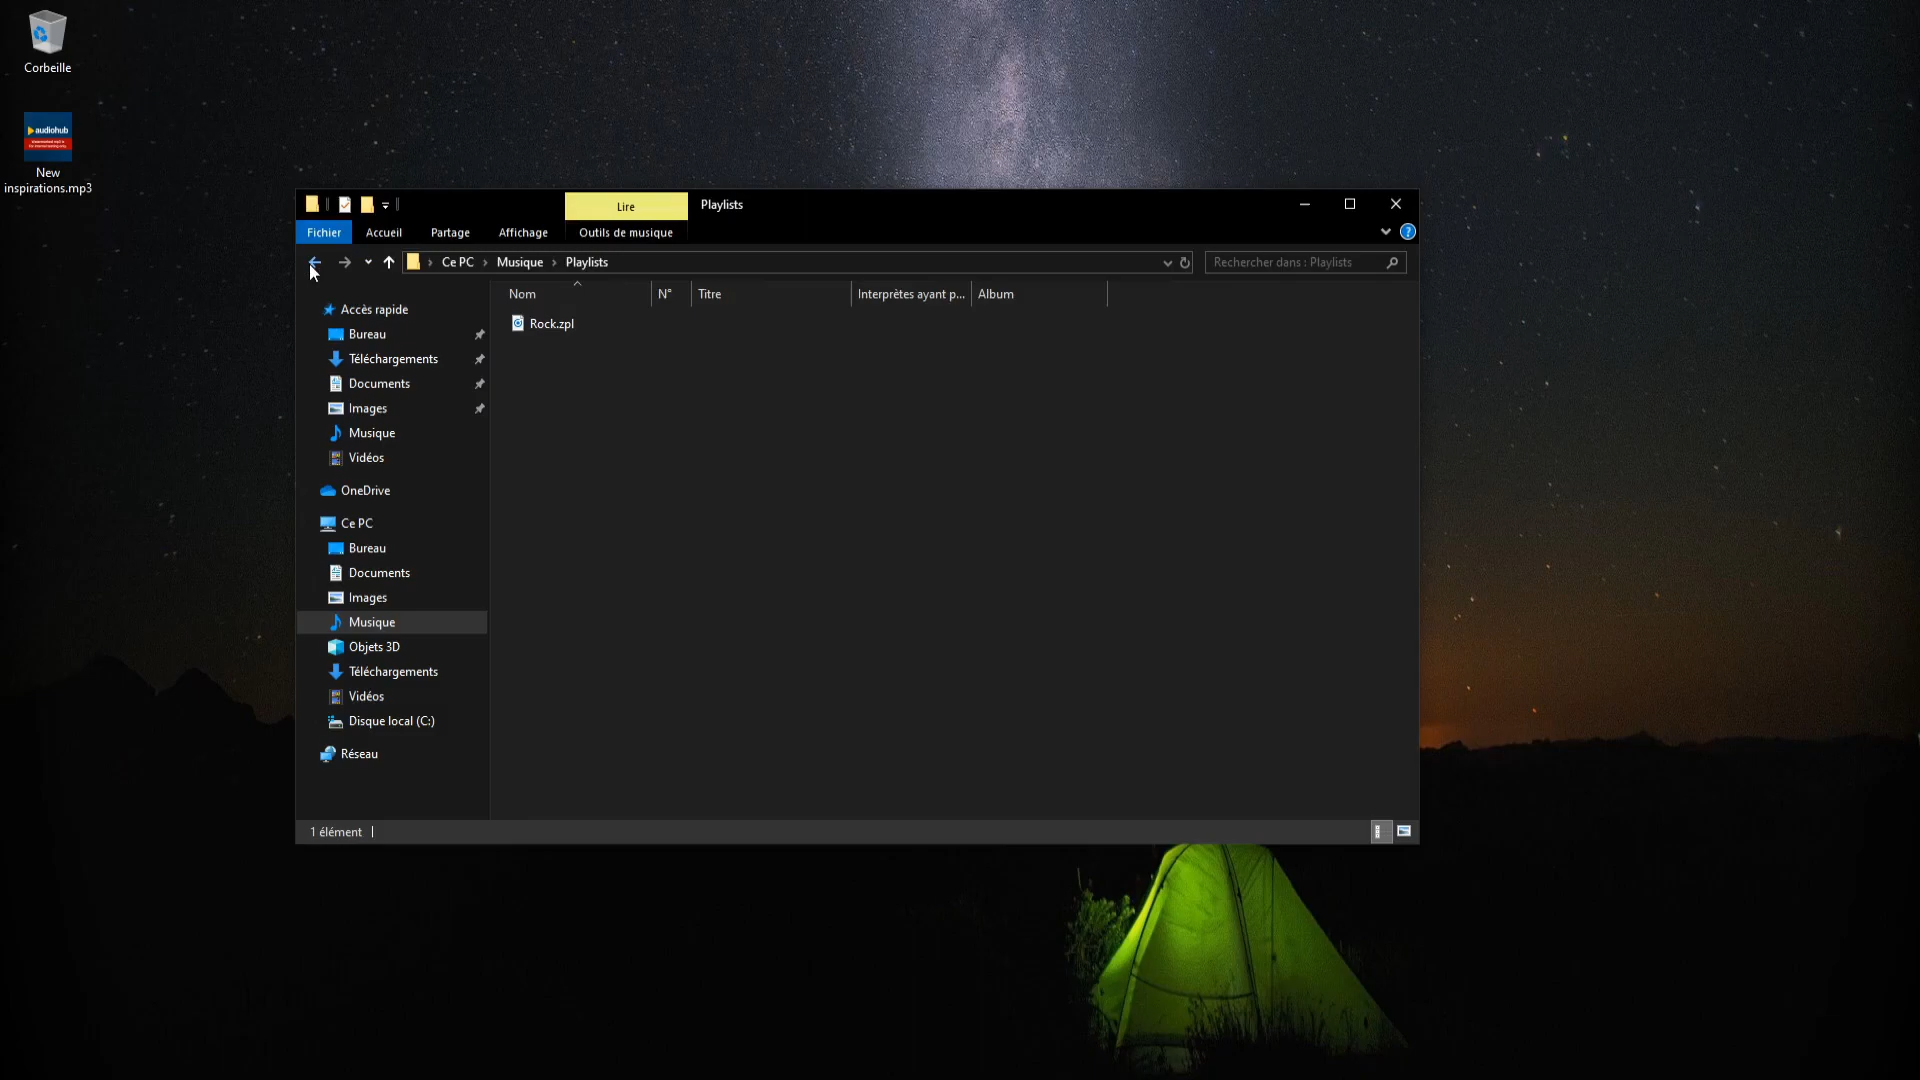 Corbeille
audiohub
New
inspirations.mp3
Lire
Playlists
Fichier
Accueil
Partage
Affichage
Outils de musique
Ce PC
Musique
Playlists
Rechercher dans : Playlists
Nom
N°
Titre
Interprètes ayant p...
Album
Rock.zpl
Accès rapide
Bureau
Téléchargements
Documents
Images
Musique
Vidéos
OneDrive
Ce PC
Bureau
Documents
Images
Musique
Objets 3D
Téléchargements
Vidéos
Disque local (C:)
Réseau
1 élément